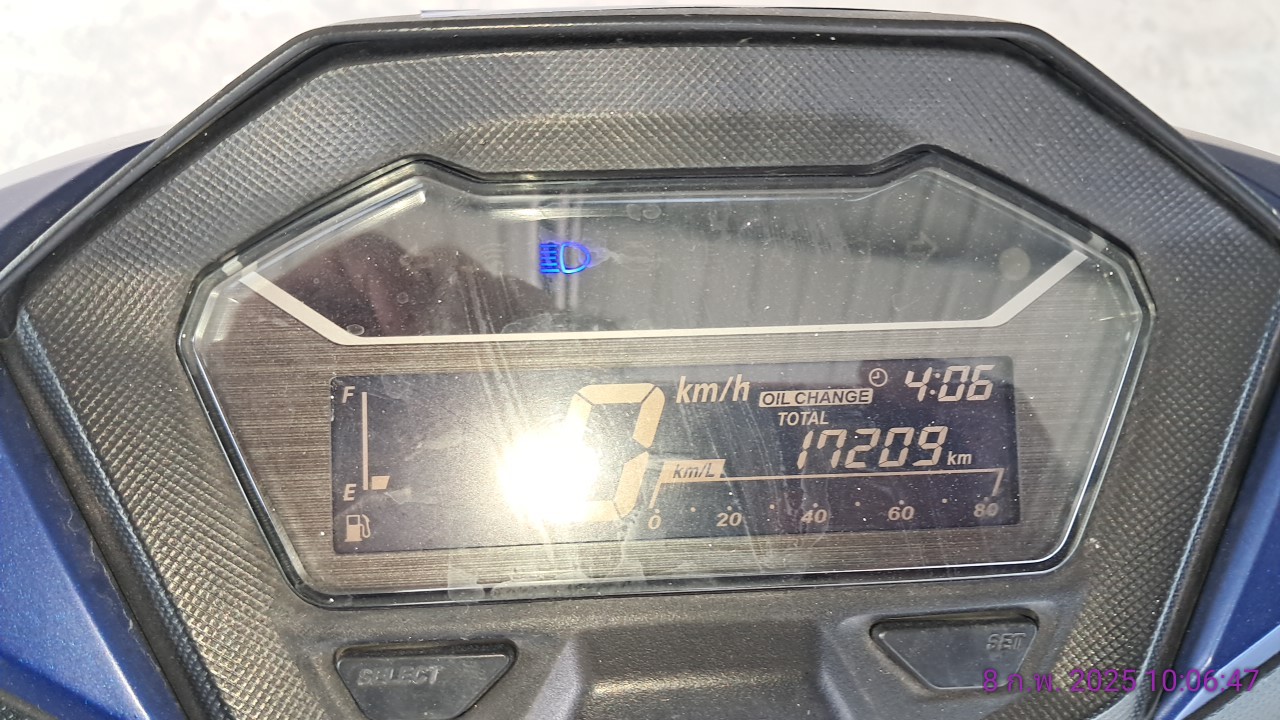 F
E
km/h
OIL CHANGE
4:06
TOTAL
17209 km
0
km/L
0 20 40 60 80
SELECT
SET
8 ก.พ. 2025 10:06:47